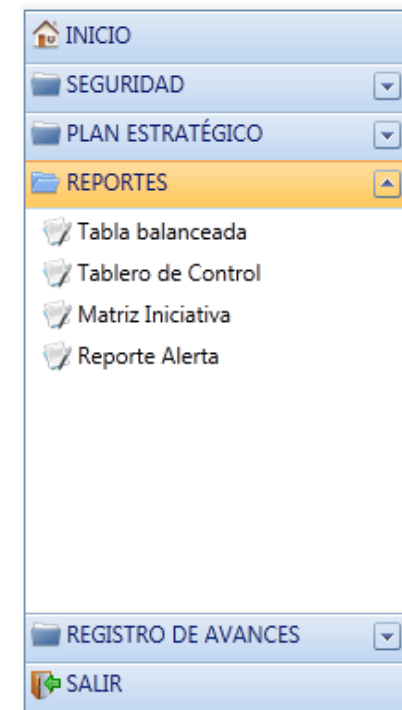 INICIO
SEGURIDAD
PLAN ESTRATÉGICO
REPORTES
Tabla balanceada
Tablero de Control
Matriz Iniciativa
Reporte Alerta
REGISTRO DE AVANCES
SALIR